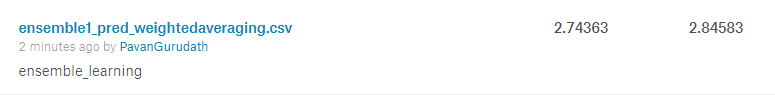 ensemble1_pred_weightedaveraging.csv 2.74363 2.84583
2 minutes ago by PavanGurudath
ensemble_learning